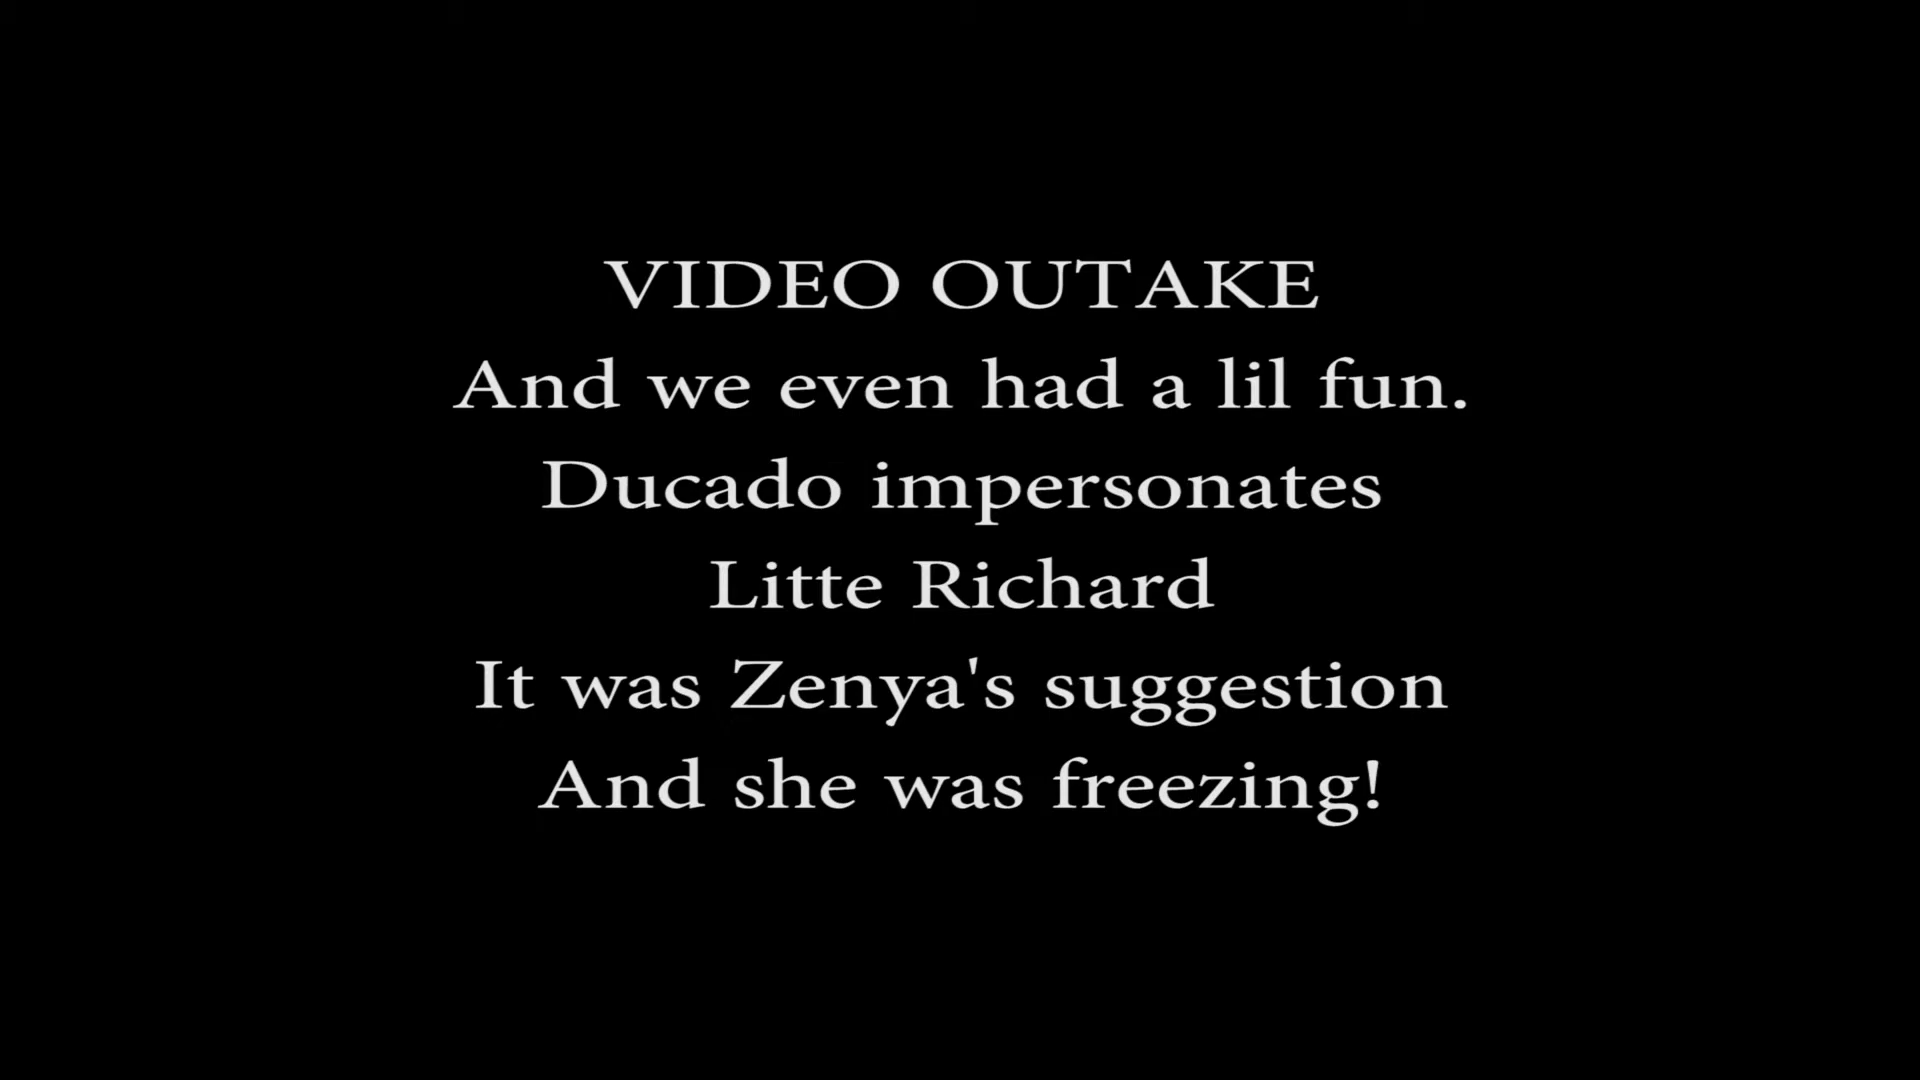 VIDEO OUTAKE
And we even had a lil fun.
Ducado impersonates
Litte Richard
It was Zenya's suggestion
And she was freezing!